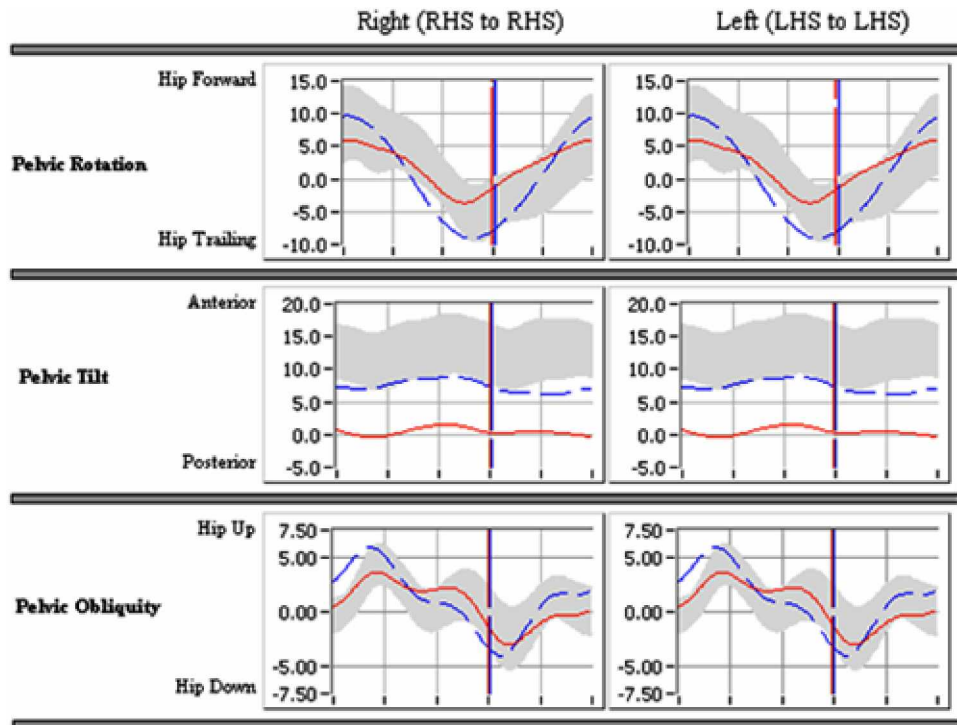 Right (RHS to RHS) Left (LHS to LHS)
Hip Forward 15.0 15.0
10.0 10.0
Pelvic Rotation 5.0 5.0
0.0 0.0
-5.0 -5.0
Hip Trailing -10.0 -10.0
Anterior 20.0 20.0
15.0 15.0
Pelvic Tilt 10.0 10.0
5.0 5.0
0.0 0.0
Posterior -5.0 -5.0
Hip Up 7.50 7.50
5.00 5.00
Pelvic Obliquity 0.00 0.00
-5.00 -5.00
Hip Down -7.50 -7.50